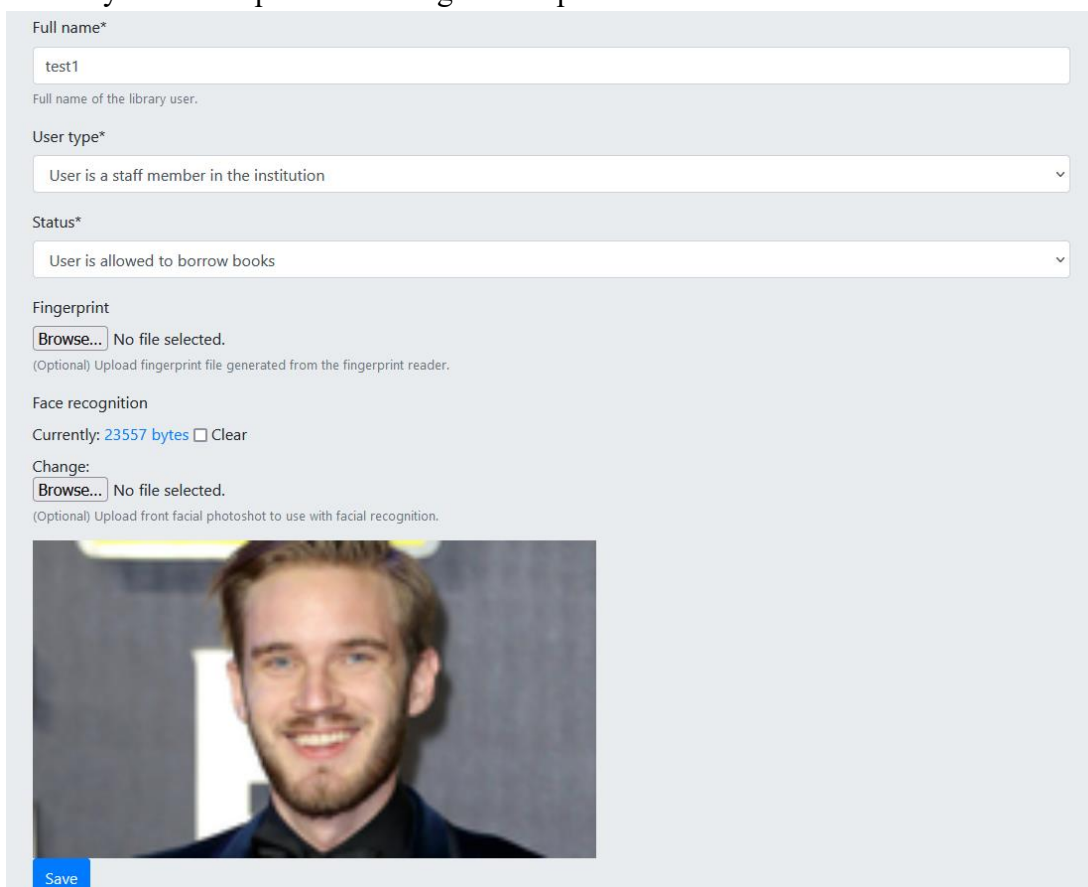 Full name*
test1
Full name of the library user.
User type*
User is a staff member in the institution
Status*
User is allowed to borrow books
Fingerprint
Browse... No file selected.
(Optional) Upload fingerprint file generated from the fingerprint reader.
Face recognition
Currently: 23557 bytes Clear
Change:
Browse... No file selected.
(Optional) Upload front facial photoshot to use with facial recognition.
Save